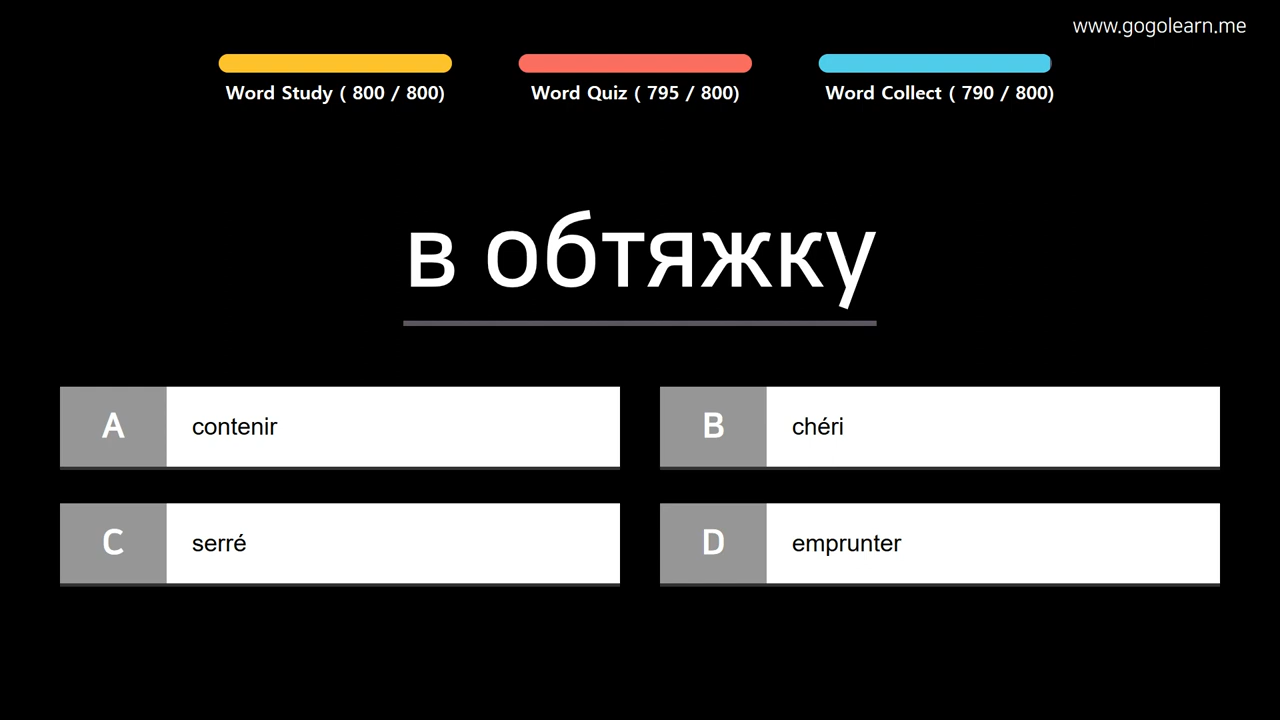 www.gogolearn.me
Word Study ( 800 / 800)
Word Quiz ( 795 / 800)
Word Collect ( 790 / 800)
в обтяжку
A contenir
B chéri
C serré
D emprunter